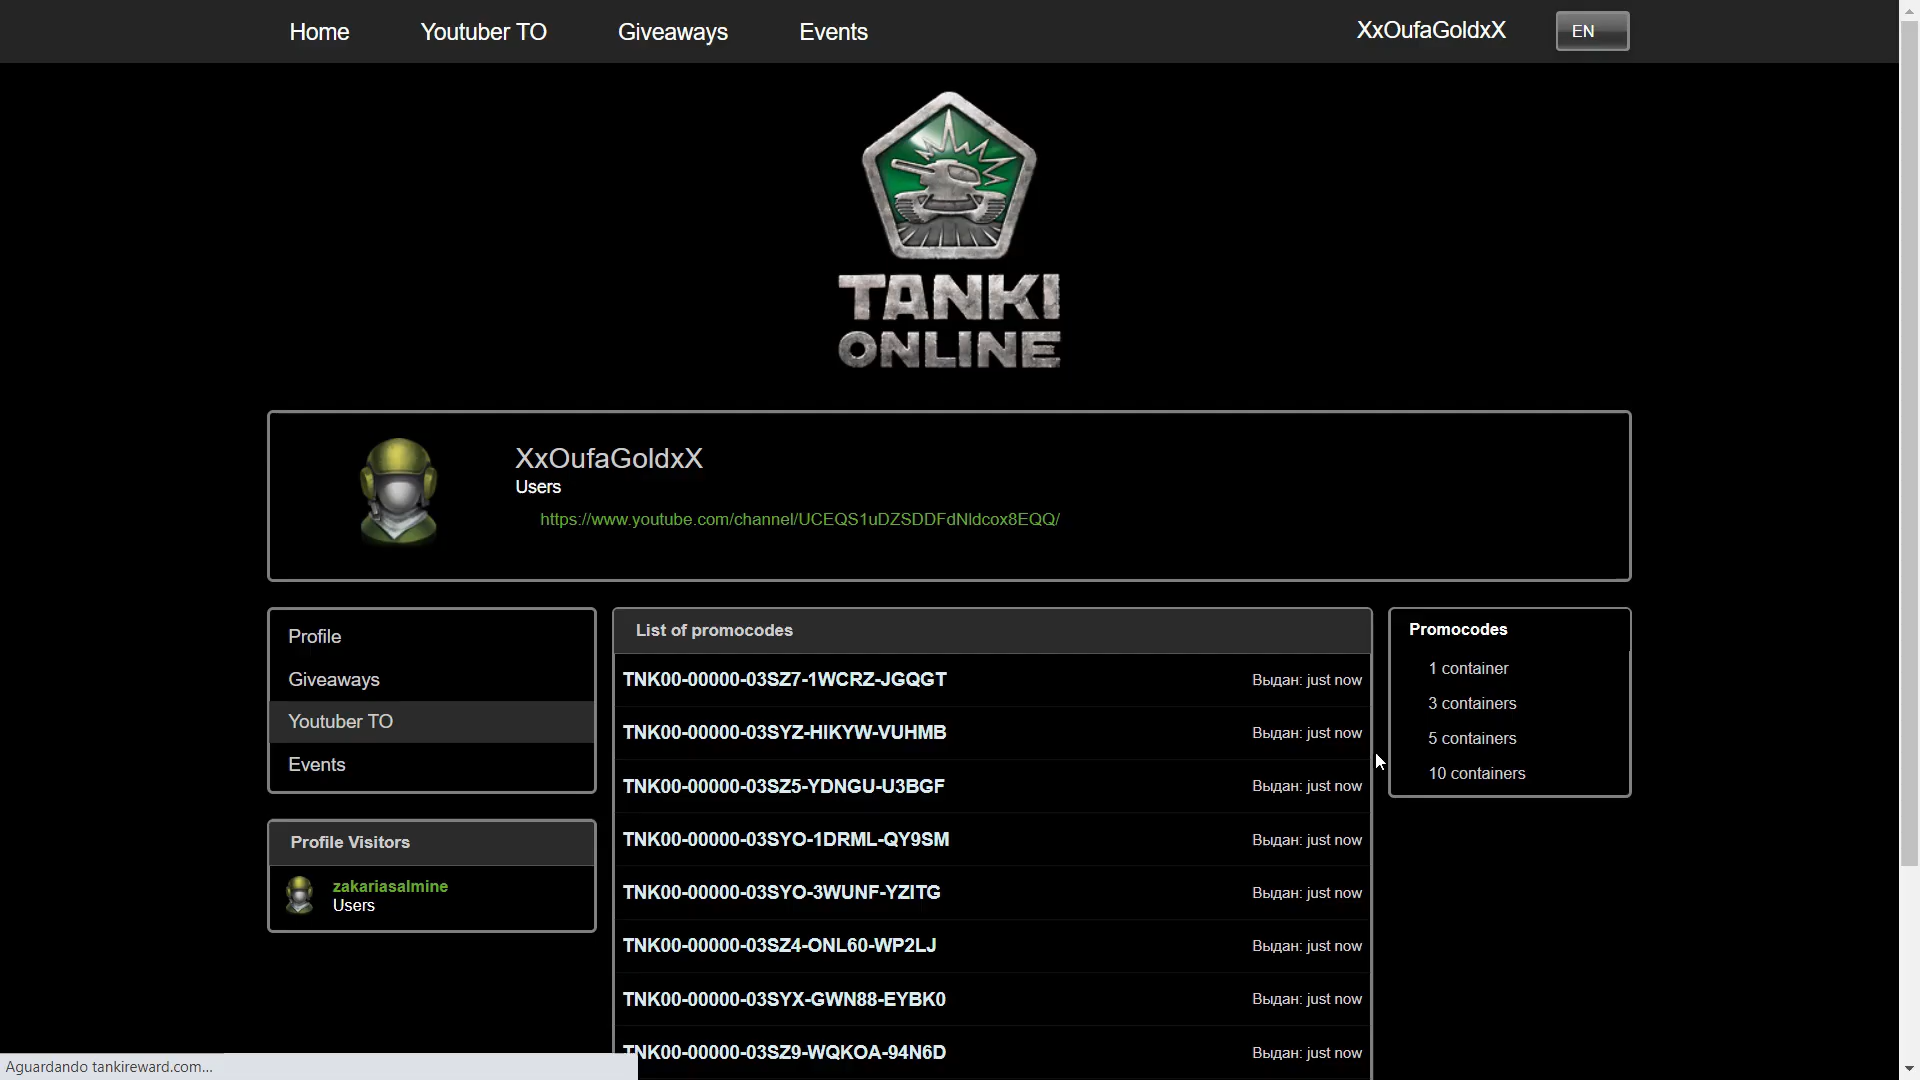 Home
Youtuber TO
Giveaways
Events
XxOufaGoldxX
EN
TANKI
ONLINE
XxOufaGoldxX
Users
https://www.youtube.com/channel/UCEQS1uDZSDDFdNldcox8EQQ/
Profile
Giveaways
Youtuber TO
Events
Profile Visitors
zakariasalmine
Users
List of promocodes
TNK00-00000-03SZ7-1WCRZ-JGQGT Выдан: just now
TNK00-00000-03SYZ-HIKYW-VUHMB Выдан: just now
TNK00-00000-03SZ5-YDNGU-U3BGF Выдан: just now
TNK00-00000-03SYO-1DRML-QY9SM Выдан: just now
TNK00-00000-03SYO-3WUNF-YZITG Выдан: just now
TNK00-00000-03SZ4-ONL60-WP2LJ Выдан: just now
TNK00-00000-03SYX-GWN88-EYBK0 Выдан: just now
TNK00-00000-03SZ9-WQKOA-94N6D Выдан: just now
Promocodes
1 container
3 containers
5 containers
10 containers
Aguardando tankireward.com...